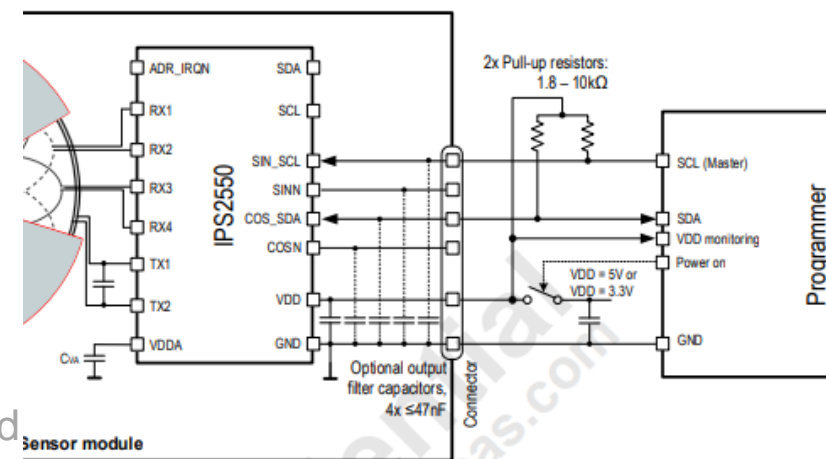 ADR_IRQN
SDA
RX1
SCL
RX2
SIN_SCL
RX3
SINN
RX4
COS_SDA
TX1
COSN
TX2
VDD
VDDA
GND
IPS2550
CVA
Optional output
filter capacitors,
4x ≤47nF
Connector
Sensor module
2x Pull-up resistors:
1.8 – 10kΩ
SCL (Master)
SDA
VDD monitoring
Power on
VDD = 5V or
VDD = 3.3V
GND
Programmer